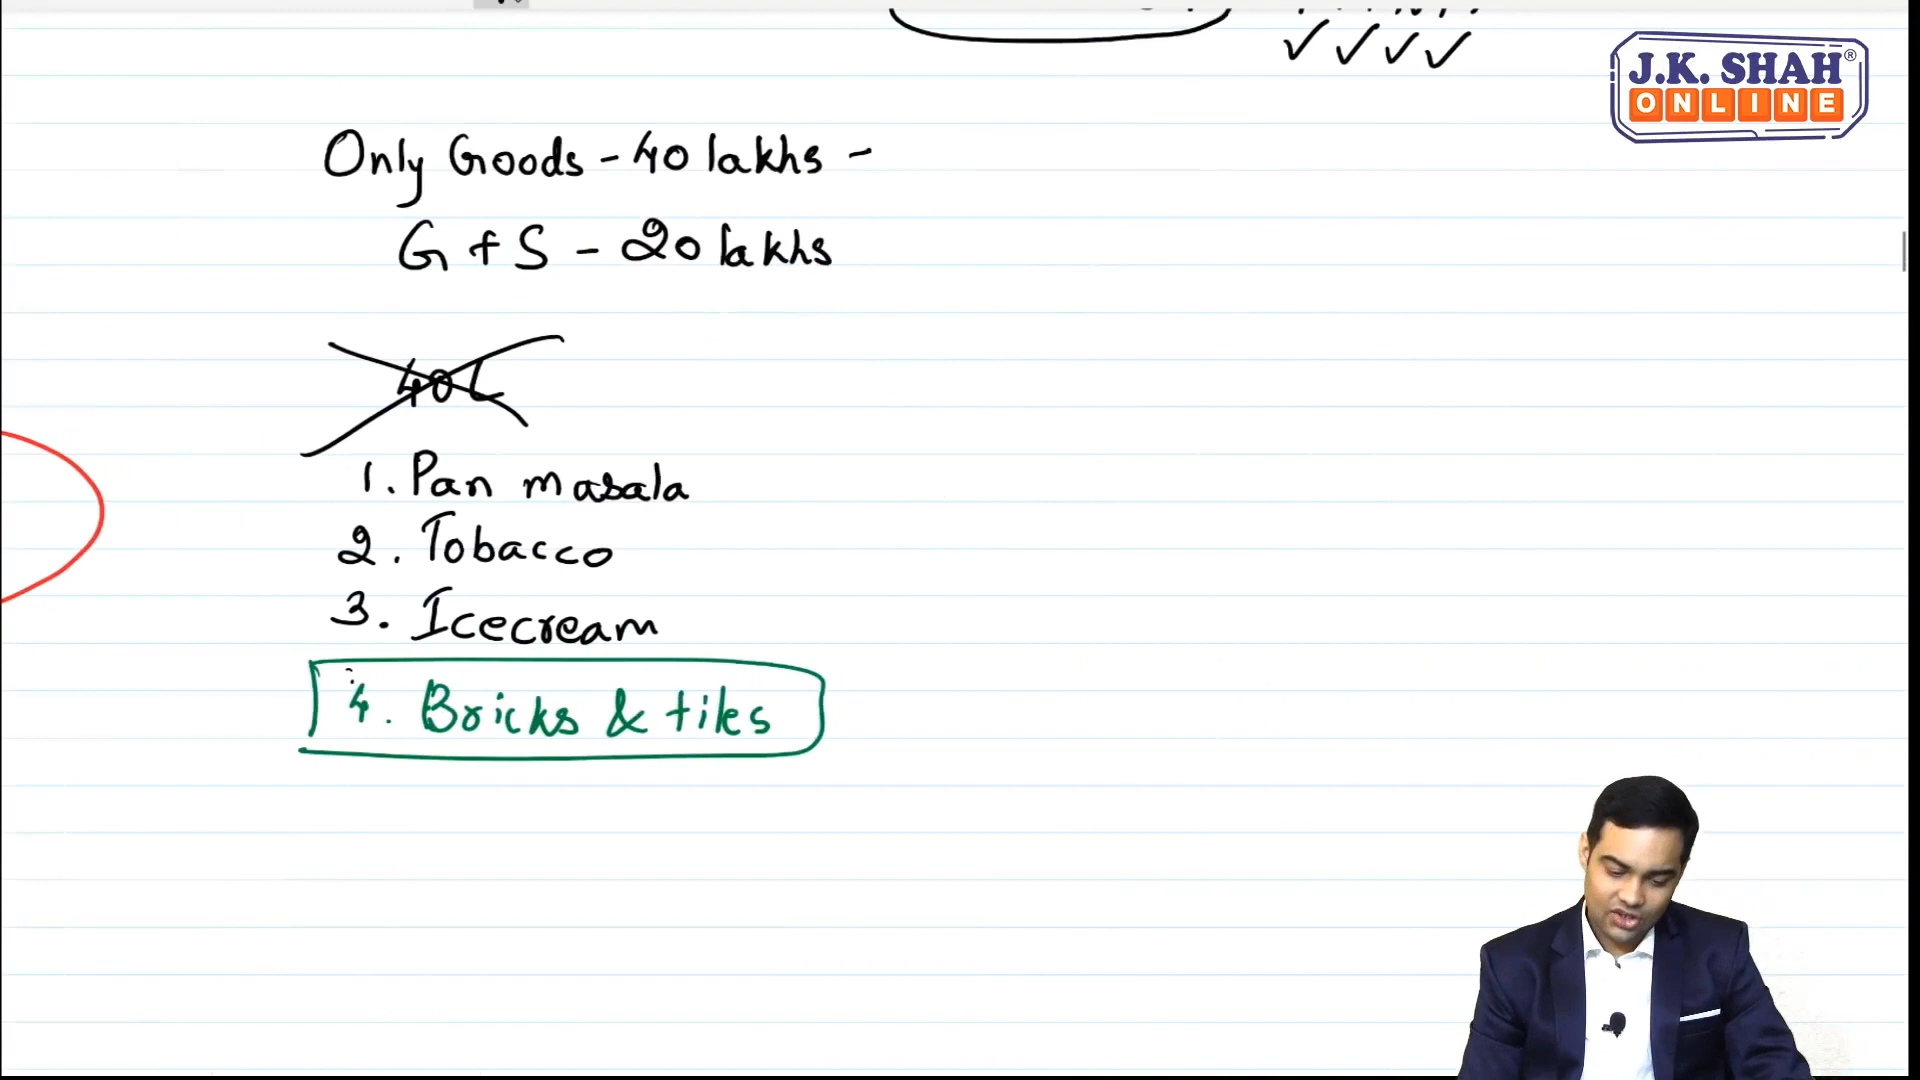 J.K. SHAH®
ONLINE
Only Goods - 40 lakhs -
G + S - 20 lakhs
40L
1. Pan masala
2. Tobacco
3. Icecream
4. Bricks & tiles